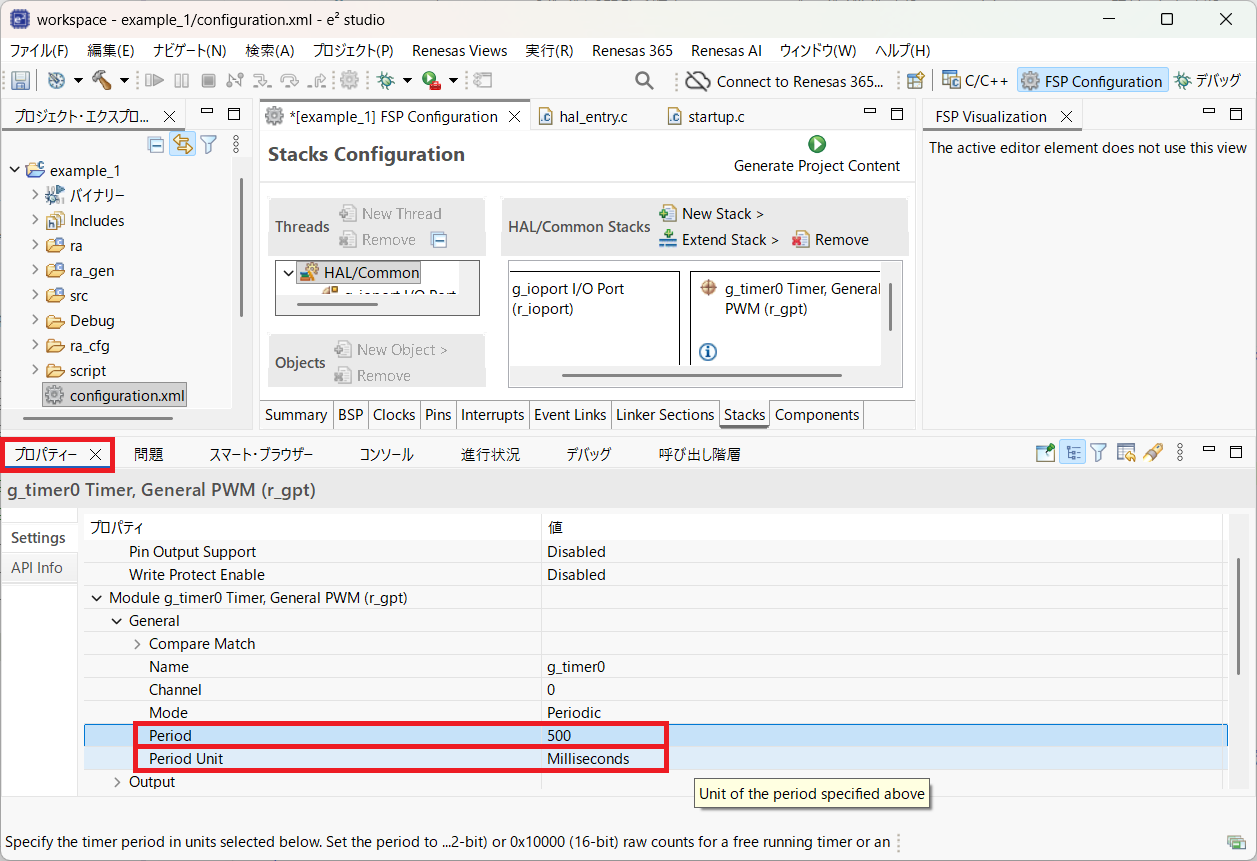 workspace - example_1/configuration.xml - e² studio
ファイル(F) 編集(E) ナビゲート(N) 検索(A) プロジェクト(P) Renesas Views 実行(R) Renesas 365 Renesas AI ウィンドウ(W) ヘルプ(H)
Connect to Renesas 365... C/C++ FSP Configuration デバッグ
プロジェクト・エクスプロ...
*[example_1] FSP Configuration hal_entry.c startup.c
FSP Visualization
example_1
バイナリー
Includes
ra
ra_gen
src
Debug
ra_cfg
script
configuration.xml
Stacks Configuration
Generate Project Content
Threads
New Thread
Remove
HAL/Common
g_ioport I/O Port
Objects
New Object >
Remove
HAL/Common Stacks
New Stack >
Extend Stack > Remove
g_ioport I/O Port
(r_ioport)
g_timer0 Timer, General
PWM (r_gpt)
Summary BSP Clocks Pins Interrupts Event Links Linker Sections Stacks Components
The active editor element does not use this view
プロパティー 問題 スマート・ブラウザー コンソール 進行状況 デバッグ 呼び出し階層
g_timer0 Timer, General PWM (r_gpt)
Settings
API Info
プロパティ 値
Pin Output Support Disabled
Write Protect Enable Disabled
Module g_timer0 Timer, General PWM (r_gpt)
General
Compare Match
Name g_timer0
Channel 0
Mode Periodic
Period 500
Period Unit Milliseconds
Output
Unit of the period specified above
Specify the timer period in units selected below. Set the period to ...2-bit) or 0x10000 (16-bit) raw counts for a free running timer or an